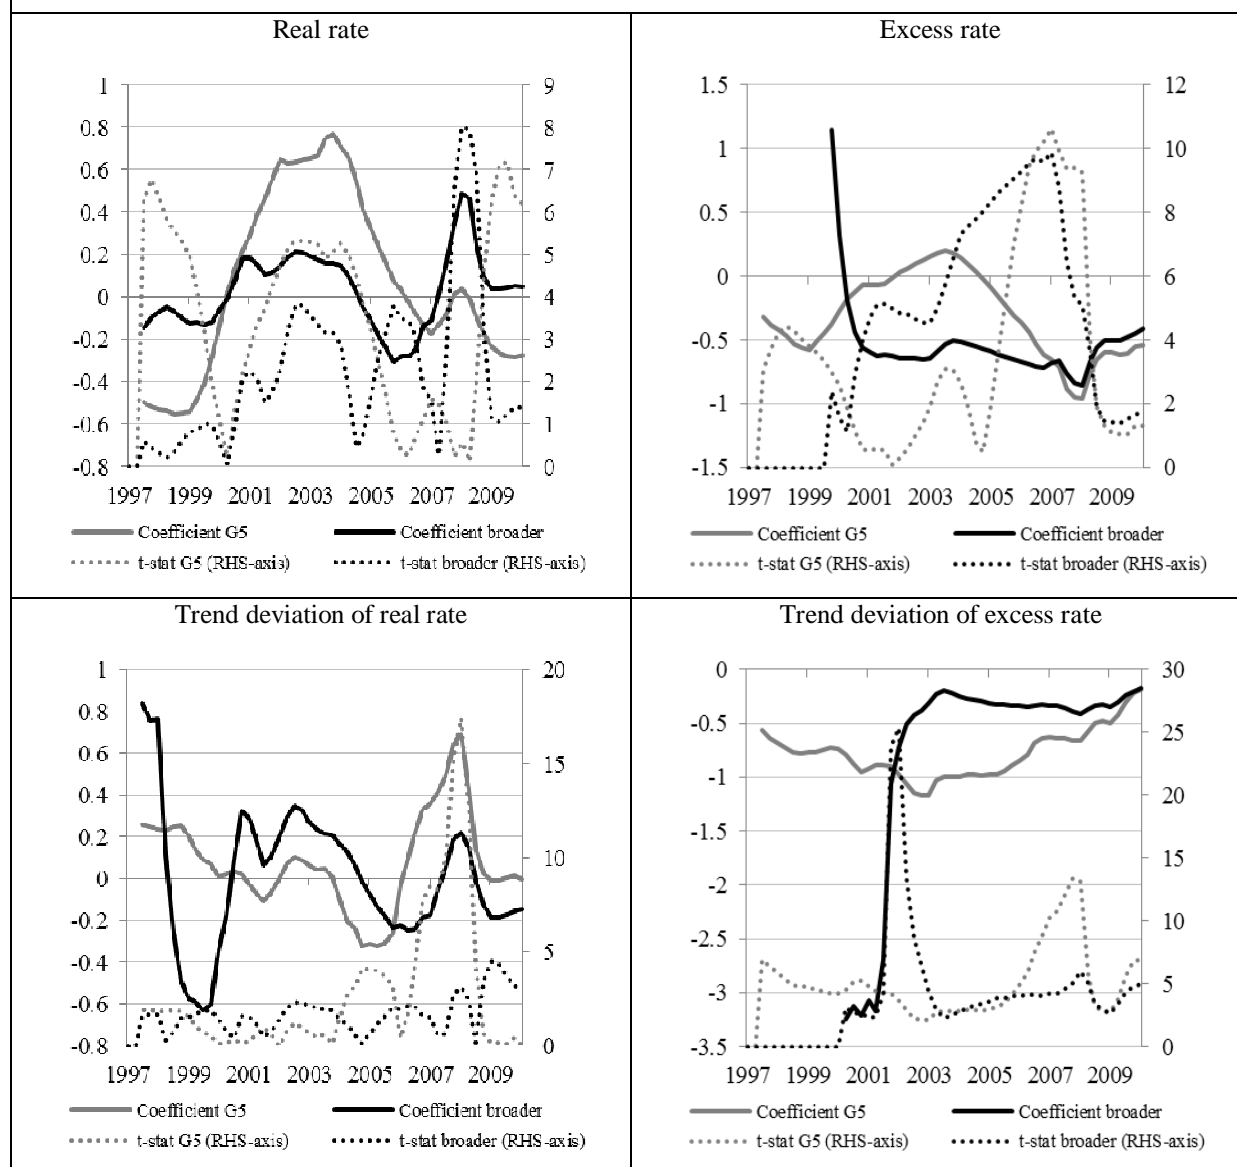 Real rate
1
0.8
0.6
0.4
0.2
0
-0.2
-0.4
-0.6
-0.8
9
8
7
6
5
4
3
2
1
0
1997 1999 2001 2003 2005 2007 2009
Coefficient G5
Coefficient broader
t-stat G5 (RHS-axis)
t-stat broader (RHS-axis)
Excess rate
1.5
1
0.5
0
-0.5
-1
-1.5
12
10
8
6
4
2
0
1997 1999 2001 2003 2005 2007 2009
Coefficient G5
Coefficient broader
t-stat G5 (RHS-axis)
t-stat broader (RHS-axis)
Trend deviation of real rate
1
0.8
0.6
0.4
0.2
0
-0.2
-0.4
-0.6
-0.8
20
15
10
5
0
1997 1999 2001 2003 2005 2007 2009
Coefficient G5
Coefficient broader
t-stat G5 (RHS-axis)
t-stat broader (RHS-axis)
Trend deviation of excess rate
0
-0.5
-1
-1.5
-2
-2.5
-3
-3.5
30
25
20
15
10
5
0
1997 1999 2001 2003 2005 2007 2009
Coefficient G5
Coefficient broader
t-stat G5 (RHS-axis)
t-stat broader (RHS-axis)